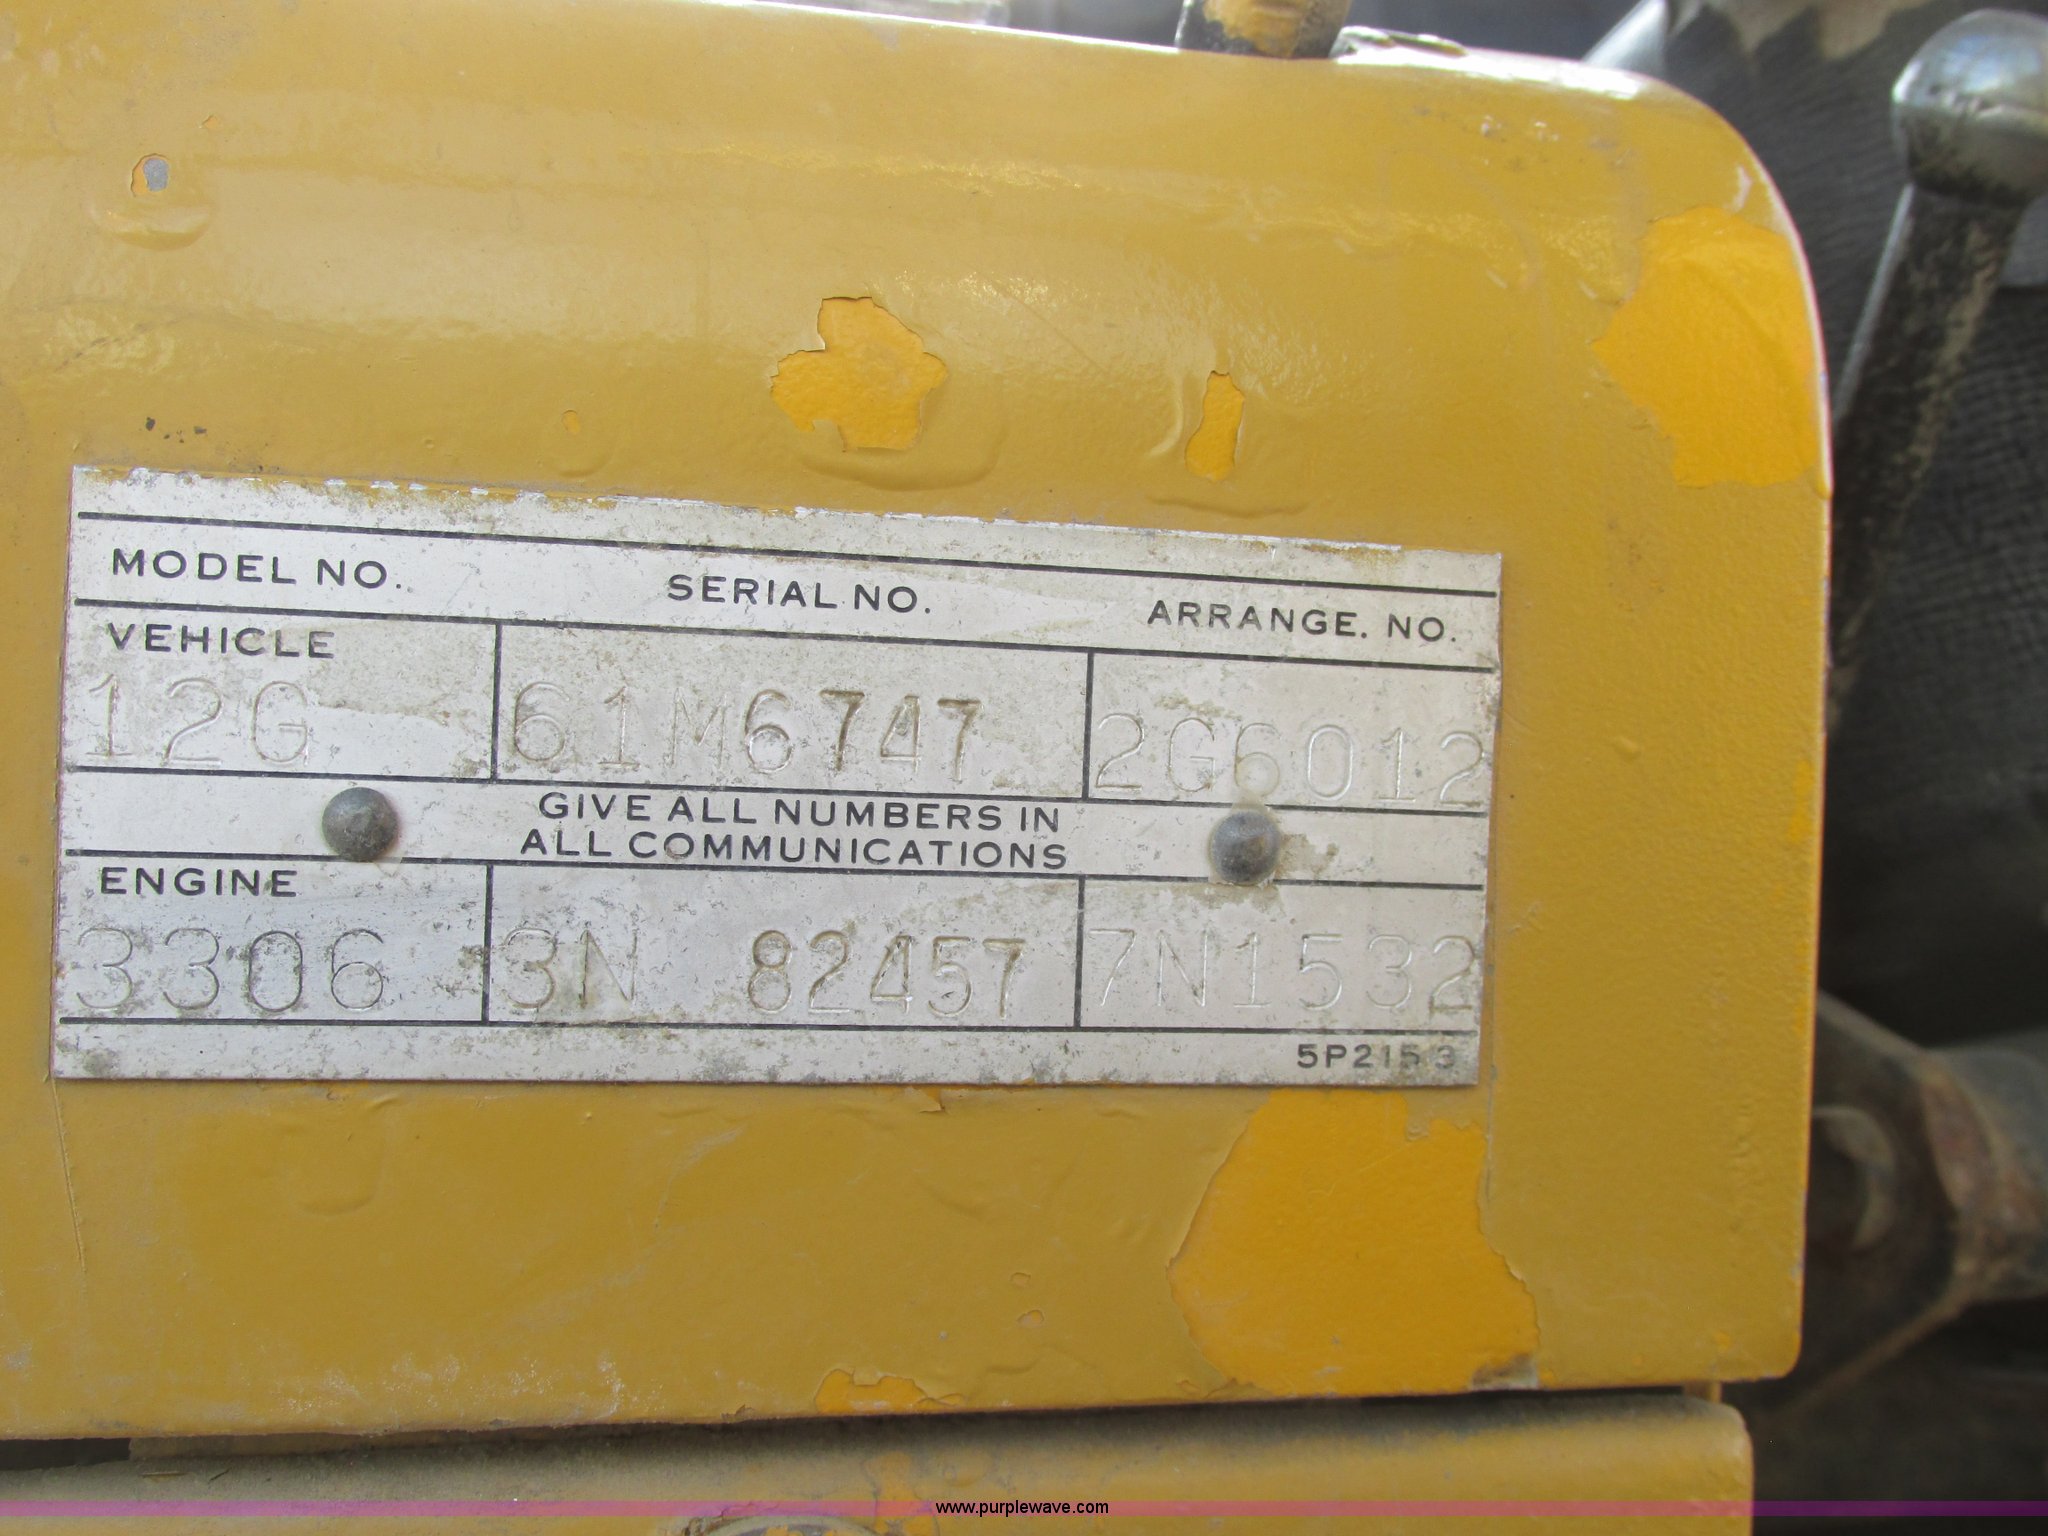 MODEL NO. SERIAL NO. ARRANGE. NO.
VEHICLE
12G 61M6747 2G6012
GIVE ALL NUMBERS IN
ALL COMMUNICATIONS
ENGINE
3306 3N 82457 7N1532
5P2153
www.purplewave.com